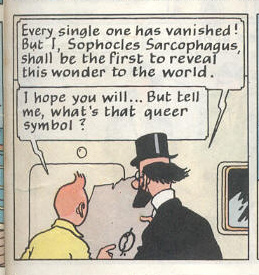 Every single one has vanished!
But I, Sophocles Sarcophagus,
shall be the first to reveal
this wonder to the world.
I hope you will... But tell
me, what's that queer
symbol?